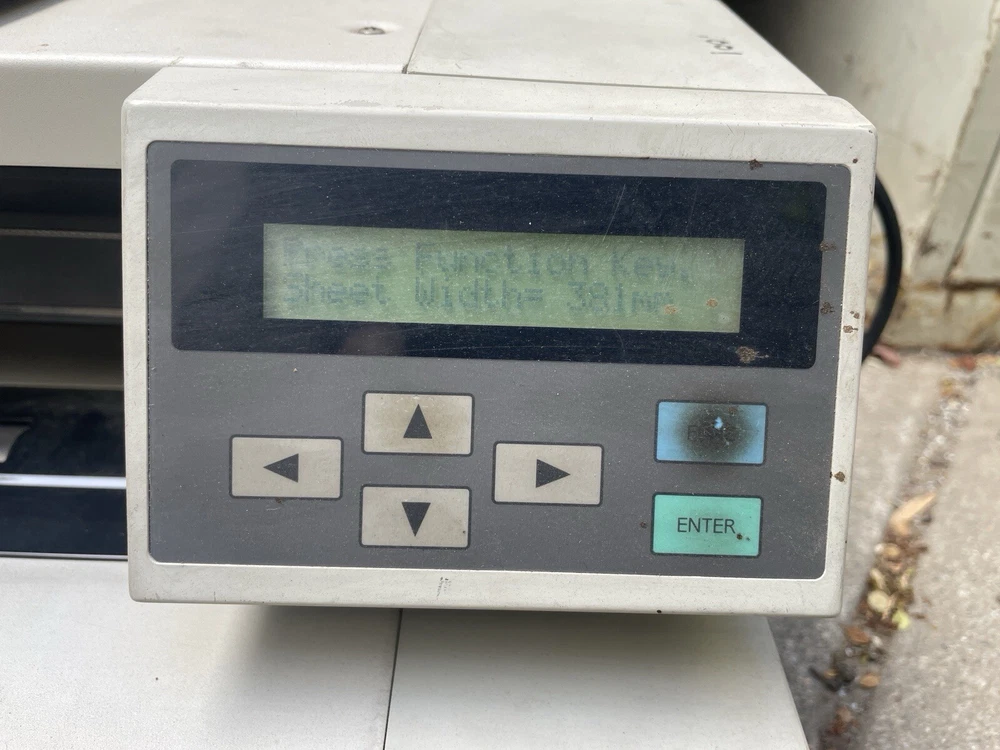 Press Function Key.
Sheet Width= 381mm
ENTER